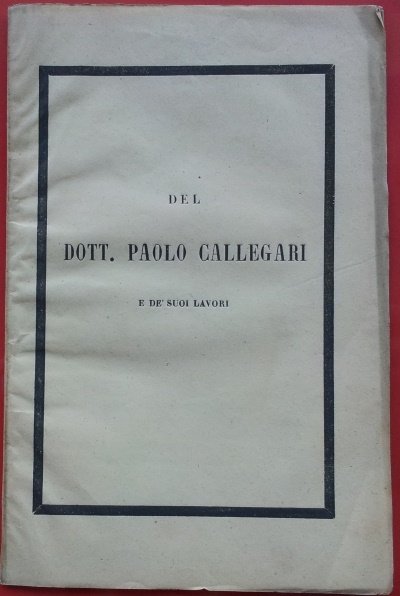 DEL
DOTT. PAOLO CALLEGARI
E DE' SUOI LAVORI